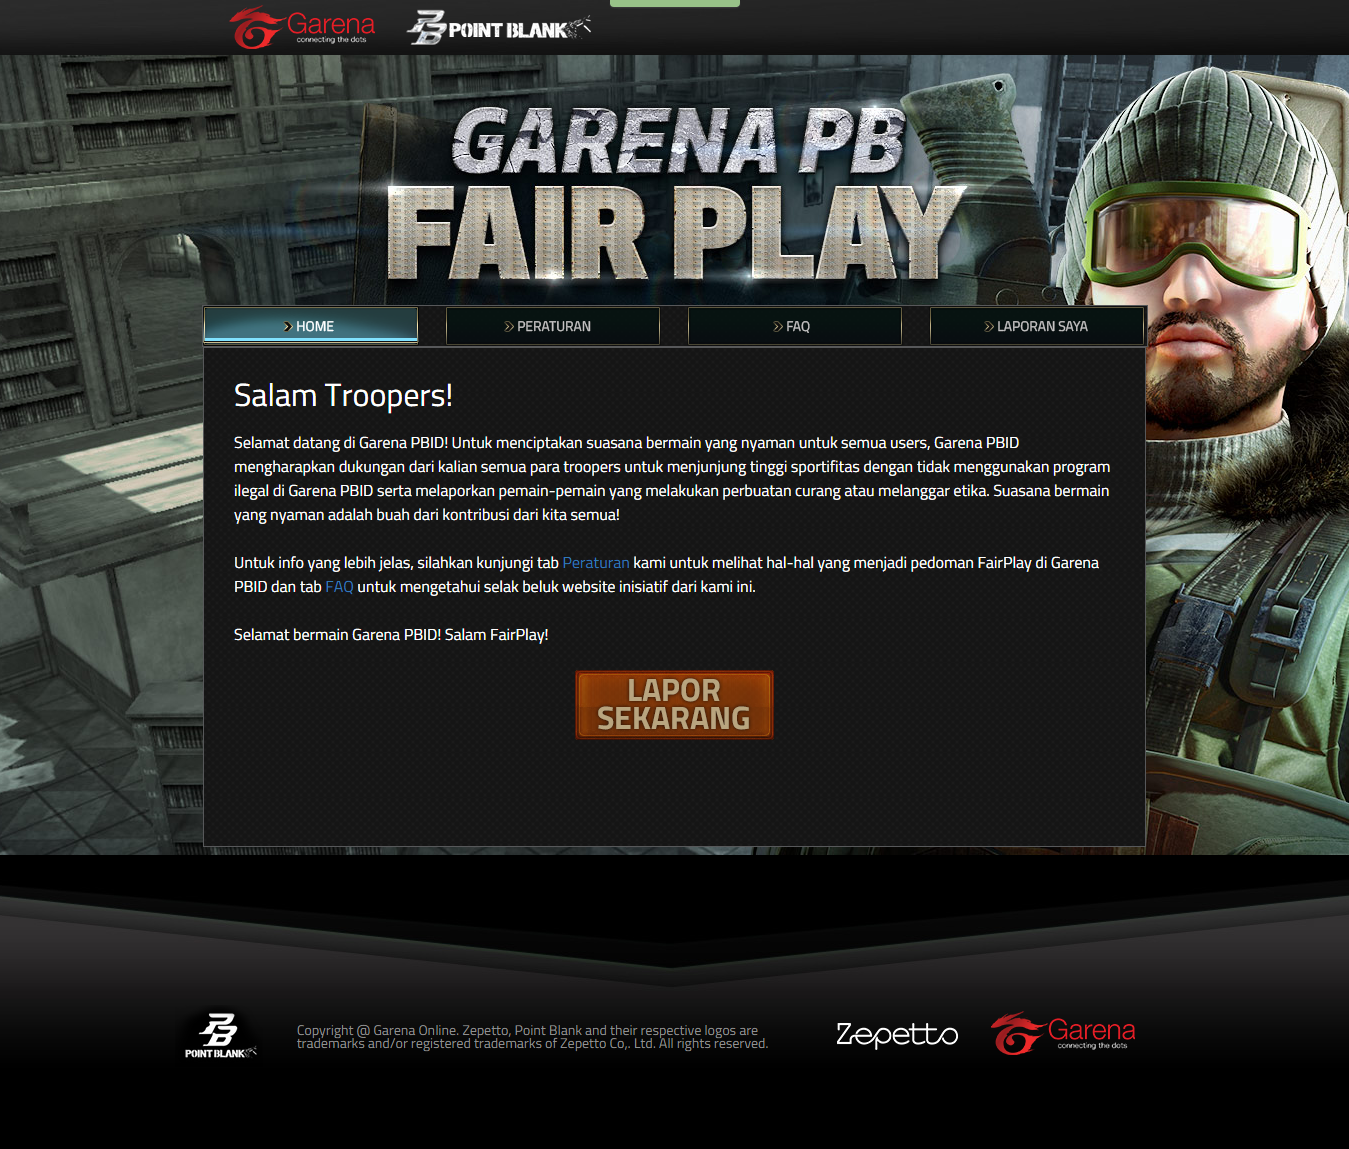 Garena
connecting the dots
PB POINT BLANK
GARENA PB
FAIR PLAY
HOME
PERATURAN
FAQ
LAPORAN SAYA
Salam Troopers!
Selamat datang di Garena PBID! Untuk menciptakan suasana bermain yang nyaman untuk semua users, Garena PBID
mengharapkan dukungan dari kalian semua para troopers untuk menjunjung tinggi sportifitas dengan tidak menggunakan program
ilegal di Garena PBID serta melaporkan pemain-pemain yang melakukan perbuatan curang atau melanggar etika. Suasana bermain
yang nyaman adalah buah dari kontribusi dari kita semua!
Untuk info yang lebih jelas, silahkan kunjungi tab Peraturan kami untuk melihat hal-hal yang menjadi pedoman FairPlay di Garena
PBID dan tab FAQ untuk mengetahui selak beluk website inisiatif dari kami ini.
Selamat bermain Garena PBID! Salam FairPlay!
LAPOR
SEKARANG
PB
POINT BLANK
Copyright @ Garena Online. Zepetto, Point Blank and their respective logos are
trademarks and/or registered trademarks of Zepetto Co,. Ltd. All rights reserved.
Zepetto
Garena
connecting the dots